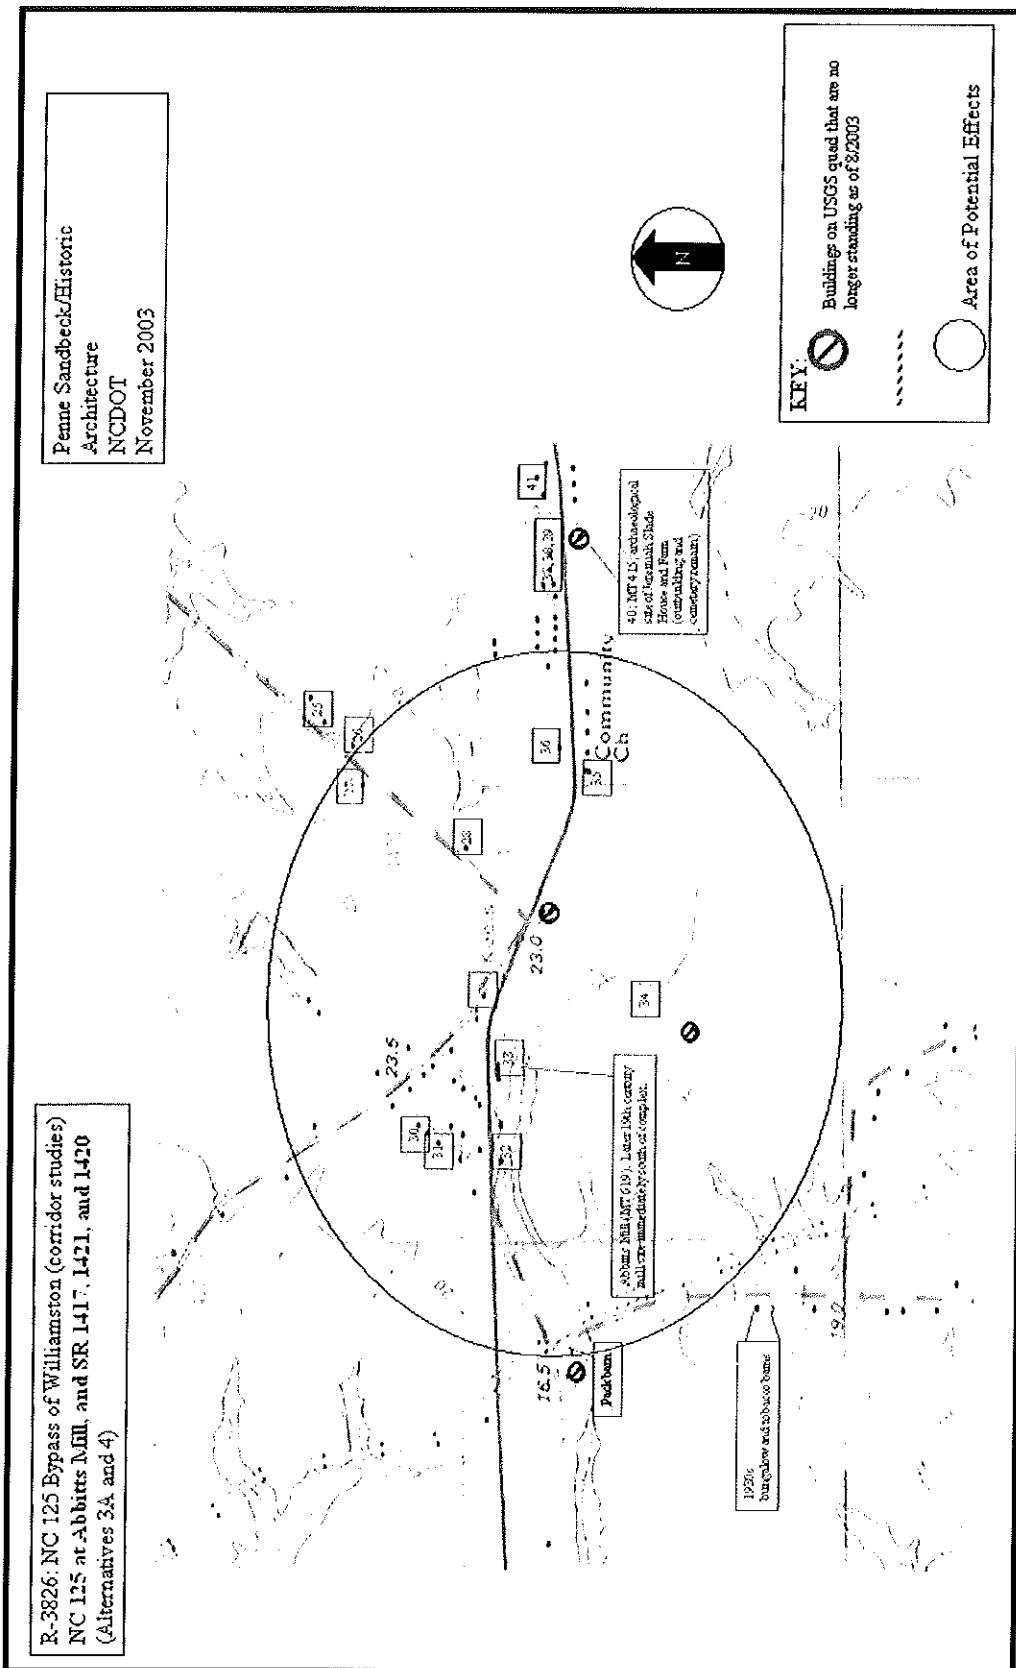 R-3826: NC 125 Bypass of Williamston (corridor studies)
NC 125 at Abbitts Mill, and SR 1417, 1421, and 1420
(Alternatives 3A and 4)
Penne Sandbeck/Historic
Architecture
NCDOT
November 2003
25
26
28
23.5
30
31
41
36
Community
Ch
35
23.0
33
32
34
16.5
Packbarn
40: MT 415; archaeological
site of Jeremiah Slade
House and Farm
(outbuilding and
cemetery remain)
Abbitts Mill (MT 619). Later 19th century
mill site immediately south of complex.
1930s
bungalow and tobacco barns
19.0
N
KEY:
Buildings on USGS quad that are no
longer standing as of 8/2003
Area of Potential Effects